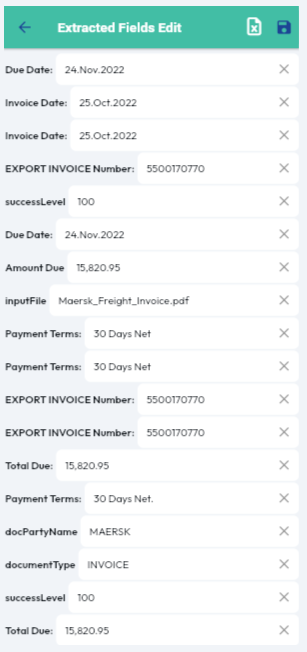 Extracted Fields Edit
Due Date: 24.Nov.2022
Invoice Date: 25.Oct.2022
Invoice Date: 25.Oct.2022
EXPORT INVOICE Number: 5500170770
successLevel 100
Due Date: 24.Nov.2022
Amount Due 15,820.95
inputFile Maersk_Freight_Invoice.pdf
Payment Terms: 30 Days Net
Payment Terms: 30 Days Net
EXPORT INVOICE Number: 5500170770
EXPORT INVOICE Number: 5500170770
Total Due: 15,820.95
Payment Terms: 30 Days Net.
docPartyName MAERSK
documentType INVOICE
successLevel 100
Total Due: 15,820.95